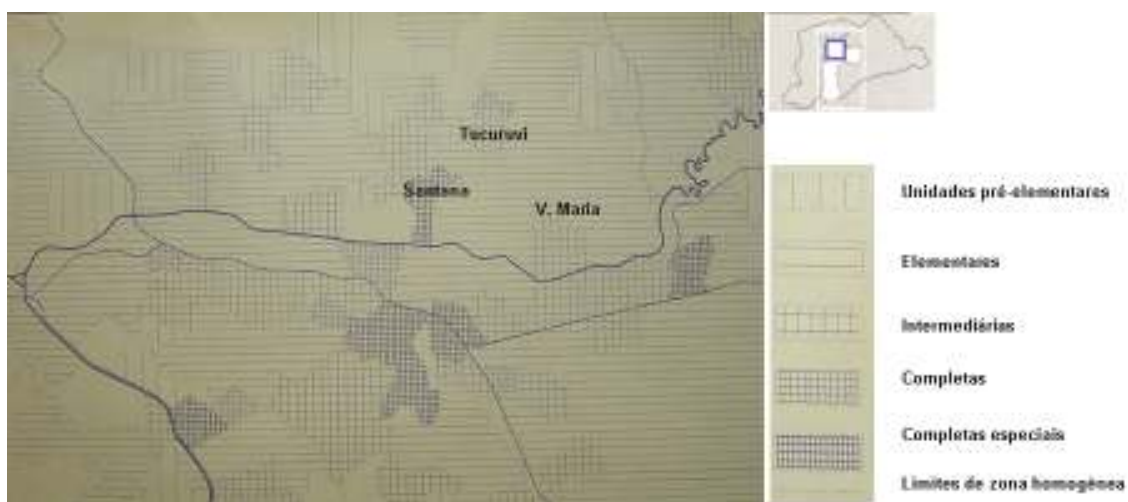 Tucuruvi
Santana
V. Maria
Unidades pré-elementares
Elementares
Intermediárias
Completas
Completas especiais
Limites de zona homogênea